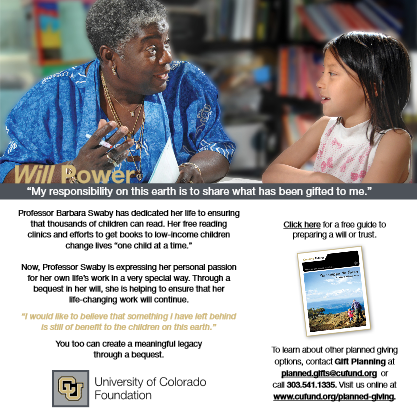 Will Power
“My responsibility on this earth is to share what has been gifted to me.”
Professor Barbara Swaby has dedicated her life to ensuring
that thousands of children can read. Her free reading
clinics and efforts to get books to low-income children
change lives “one child at a time.”
Now, Professor Swaby is expressing her personal passion
for her own life’s work in a very special way. Through a
bequest in her will, she is helping to ensure that her
life-changing work will continue.
“I would like to believe that something I have left behind
is still of benefit to the children on this earth.”
You too can create a meaningful legacy
through a bequest.
CU
University of Colorado
Foundation
Click here for a free guide to
preparing a will or trust.
To learn about other planned giving
options, contact Gift Planning at
planned.gifts@cufund.org or
call 303.541.1335. Visit us online at
www.cufund.org/planned-giving.